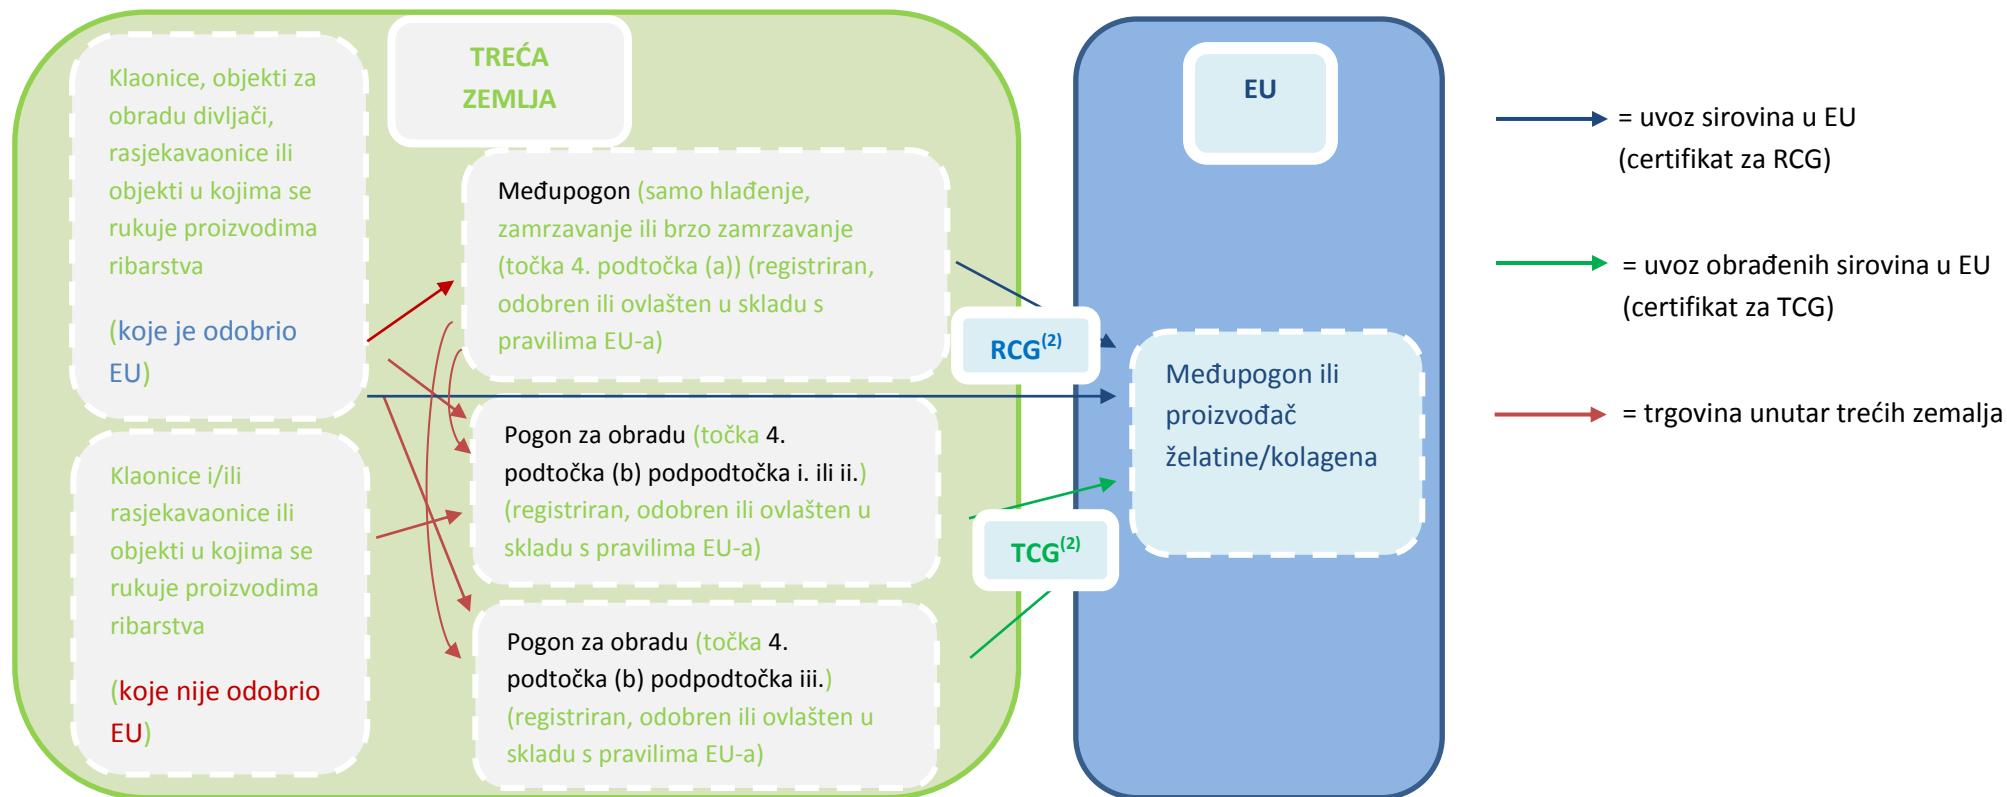 TREĆA
ZEMLJA
Klaonice, objekti za
obradu divljači,
rasjekavaonice ili
objekti u kojima se
rukuje proizvodima
ribarstva
(koje je odobrio
EU)
Klaonice i/ili
rasjekavaonice ili
objekti u kojima se
rukuje proizvodima
ribarstva
(koje nije odobrio
EU)
Međupogon (samo hlađenje,
zamrzavanje ili brzo zamrzavanje
(točka 4. podtočka (a)) (registriran,
odobren ili ovlašten u skladu s
pravilima EU-a)
Pogon za obradu (točka 4.
podtočka (b) podpodtočka i. ili ii.)
(registriran, odobren ili ovlašten u
skladu s pravilima EU-a)
Pogon za obradu (točka 4.
podtočka (b) podpodtočka iii.)
(registriran, odobren ili ovlašten u
skladu s pravilima EU-a)
RCG(2)
TCG(2)
EU
Međupogon ili
proizvođač
želatine/kolagena
= uvoz sirovina u EU
(certifikat za RCG)
= uvoz obrađenih sirovina u EU
(certifikat za TCG)
= trgovina unutar trećih zemalja